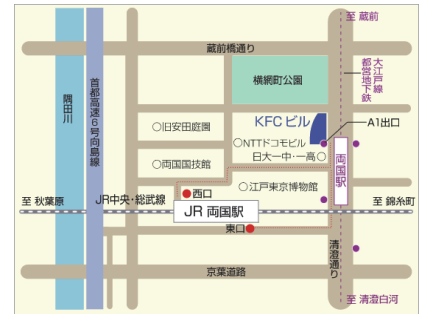 至 蔵前
蔵前橋通り
大江戸線
都営地下鉄
横網町公園
首都高速6号向島線
隅田川
KFCビル
A1出口
○旧安田庭園
○NTTドコモビル
日大一中・一高○
○両国国技館
両国駅
○江戸東京博物館
西口
至 秋葉原
JR中央・総武線
至 錦糸町
JR 両国駅
東口
清澄通り
京葉道路
至 清澄白河